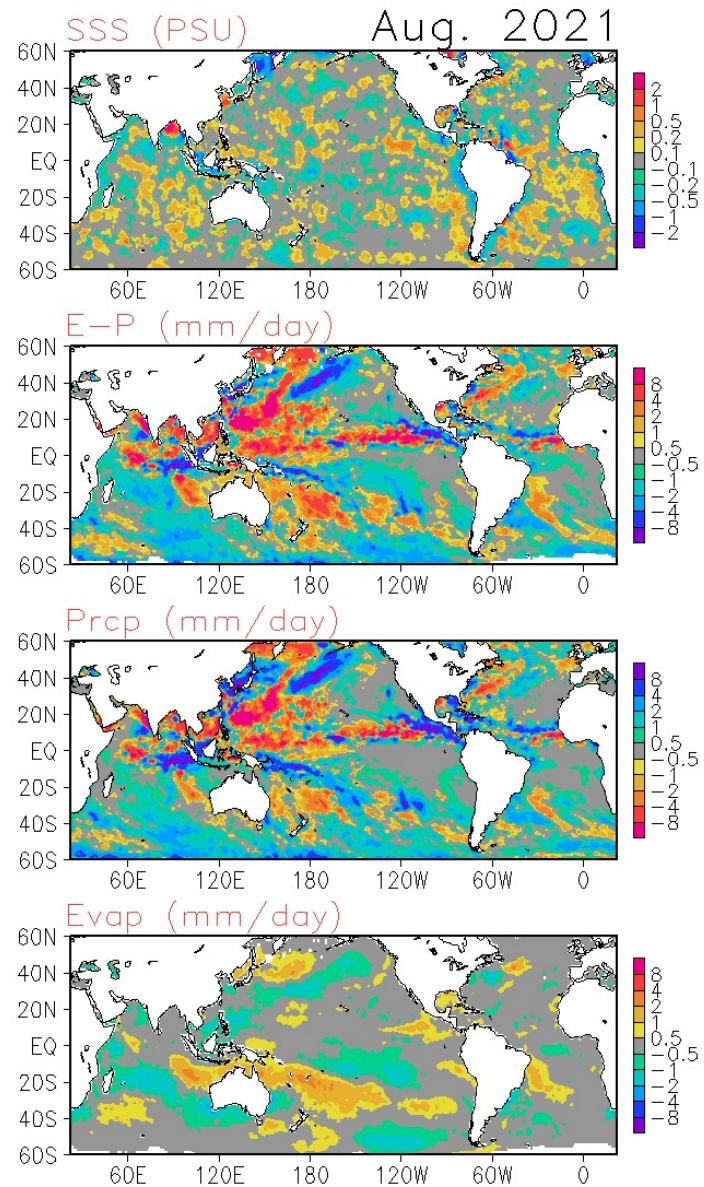 SSS (PSU) Aug. 2021
60N
40N
20N
EQ
20S
40S
60S
60E 120E 180 120W 60W 0
2
1
0.5
0.2
0.1
-0.1
-0.2
-0.5
-1
-2
E-P (mm/day)
60N
40N
20N
EQ
20S
40S
60S
60E 120E 180 120W 60W 0
8
4
2
1
0.5
-0.5
-1
-2
-4
-8
Prcp (mm/day)
60N
40N
20N
EQ
20S
40S
60S
60E 120E 180 120W 60W 0
8
4
2
1
0.5
-0.5
-1
-2
-4
-8
Evap (mm/day)
60N
40N
20N
EQ
20S
40S
60S
60E 120E 180 120W 60W 0
8
4
2
1
0.5
-0.5
-1
-2
-4
-8